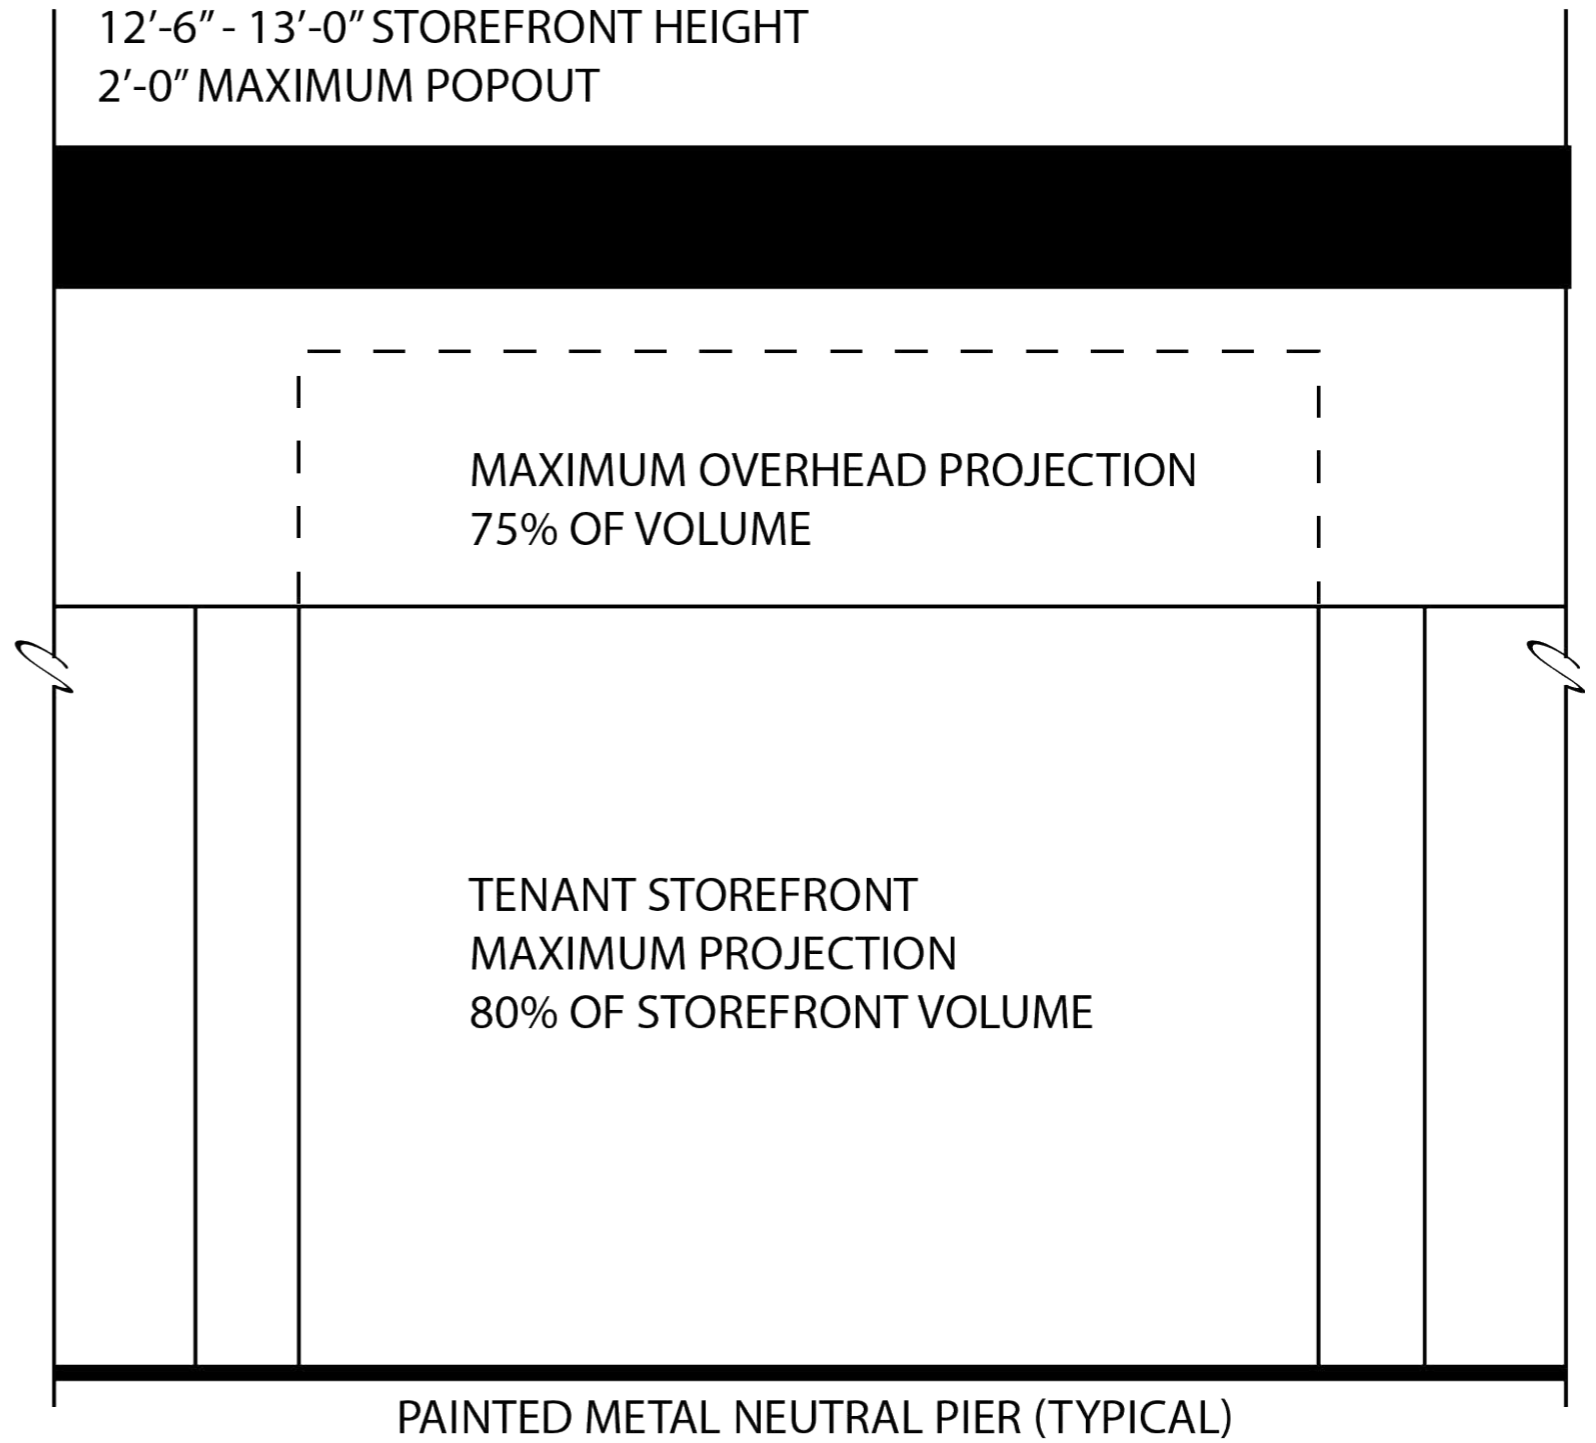 12’-6” - 13’-0” STOREFRONT HEIGHT
2’-0” MAXIMUM POPOUT
MAXIMUM OVERHEAD PROJECTION
75% OF VOLUME
TENANT STOREFRONT
MAXIMUM PROJECTION
80% OF STOREFRONT VOLUME
PAINTED METAL NEUTRAL PIER (TYPICAL)